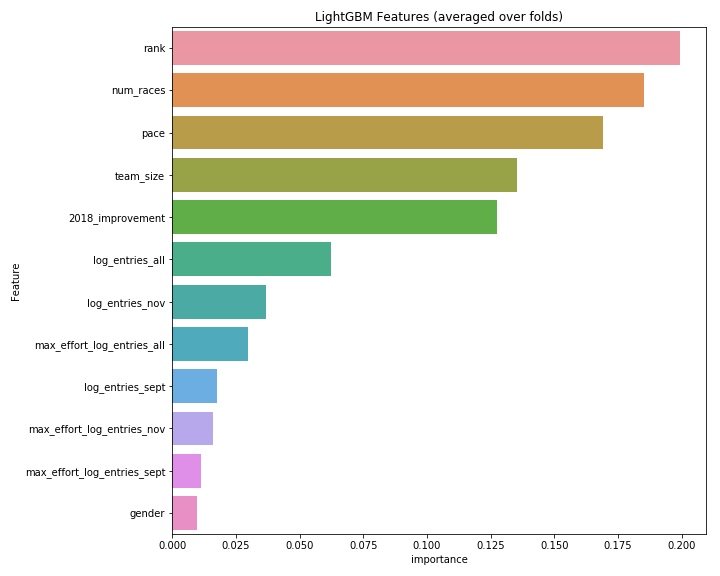 LightGBM Features (averaged over folds)
rank
num_races
pace
team_size
2018_improvement
log_entries_all
log_entries_nov
max_effort_log_entries_all
log_entries_sept
max_effort_log_entries_nov
max_effort_log_entries_sept
gender
Feature
0.000 0.025 0.050 0.075 0.100 0.125 0.150 0.175 0.200
importance